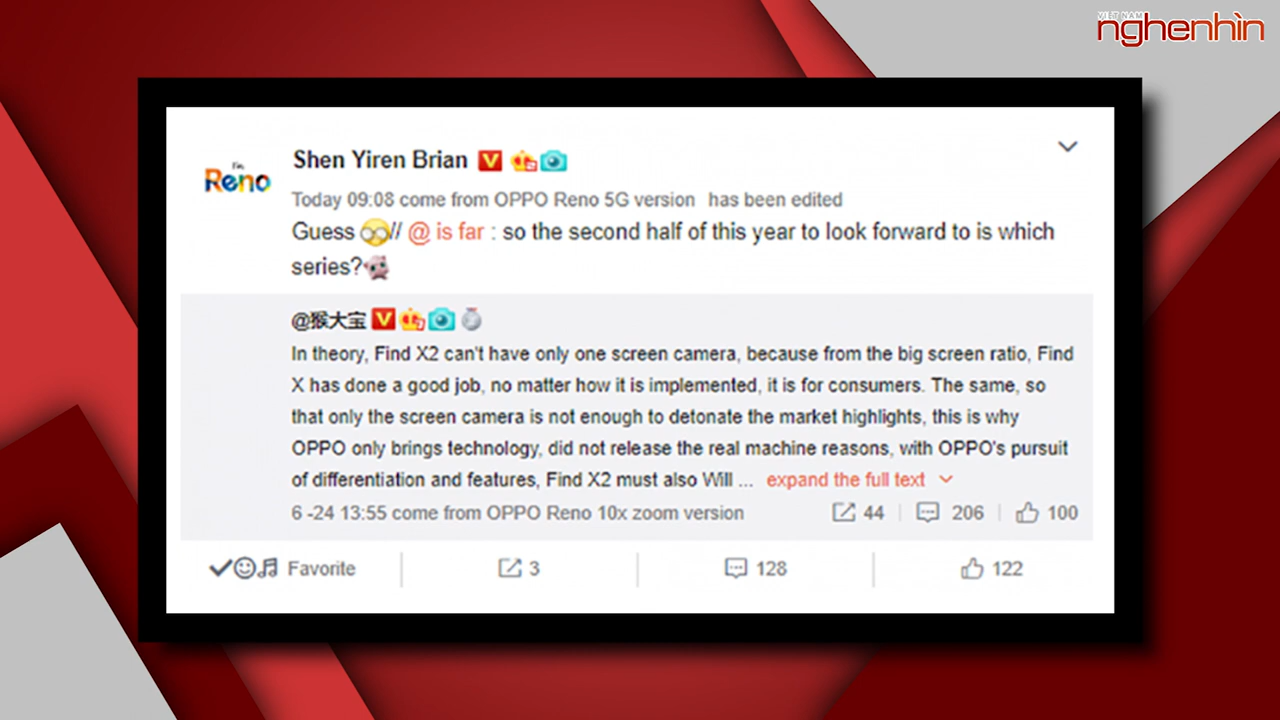 VIỆT NAM
nghenhìn
I'm
Reno
Shen Yiren Brian V
Today 09:08 come from OPPO Reno 5G version has been edited
Guess // @ is far : so the second half of this year to look forward to is which
series?
@猴大宝 V
In theory, Find X2 can't have only one screen camera, because from the big screen ratio, Find
X has done a good job, no matter how it is implemented, it is for consumers. The same, so
that only the screen camera is not enough to detonate the market highlights, this is why
OPPO only brings technology, did not release the real machine reasons, with OPPO's pursuit
of differentiation and features, Find X2 must also Will ... expand the full text
6 -24 13:55 come from OPPO Reno 10x zoom version 44 206 100
Favorite 3 128 122